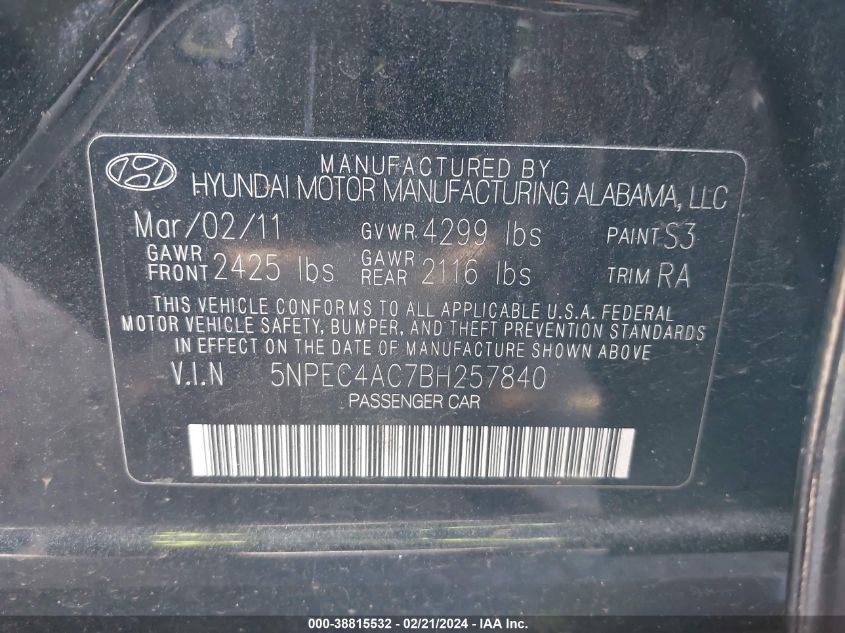 MANUFACTURED BY
HYUNDAI MOTOR MANUFACTURING ALABAMA, LLC
Mar/02/11 GVWR 4299 lbs PAINT S3
GAWR FRONT 2425 lbs GAWR REAR 2116 lbs TRIM RA
THIS VEHICLE CONFORMS TO ALL APPLICABLE U.S.A. FEDERAL
MOTOR VEHICLE SAFETY, BUMPER, AND THEFT PREVENTION STANDARDS
IN EFFECT ON THE DATE OF MANUFACTURE SHOWN ABOVE
V.I.N 5NPEC4AC7BH257840
PASSENGER CAR
000-38815532 - 02/21/2024 - IAA Inc.